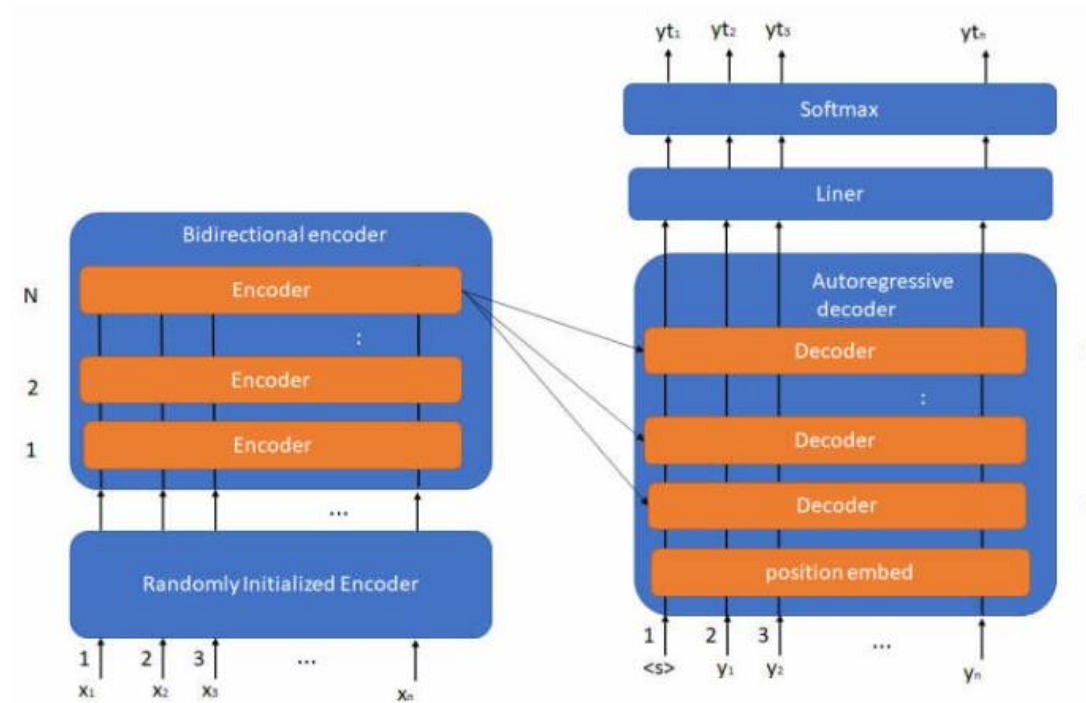 yt₁ yt₂ yt₃ ytₙ
Softmax
Liner
Bidirectional encoder
N Encoder
:
2 Encoder
1 Encoder
...
Randomly Initialized Encoder
1 2 3 ...
x₁ x₂ x₃ xₙ
Autoregressive
decoder
Decoder
:
Decoder
Decoder
position embed
1 2 3 ...
<s> y₁ y₂ yₙ